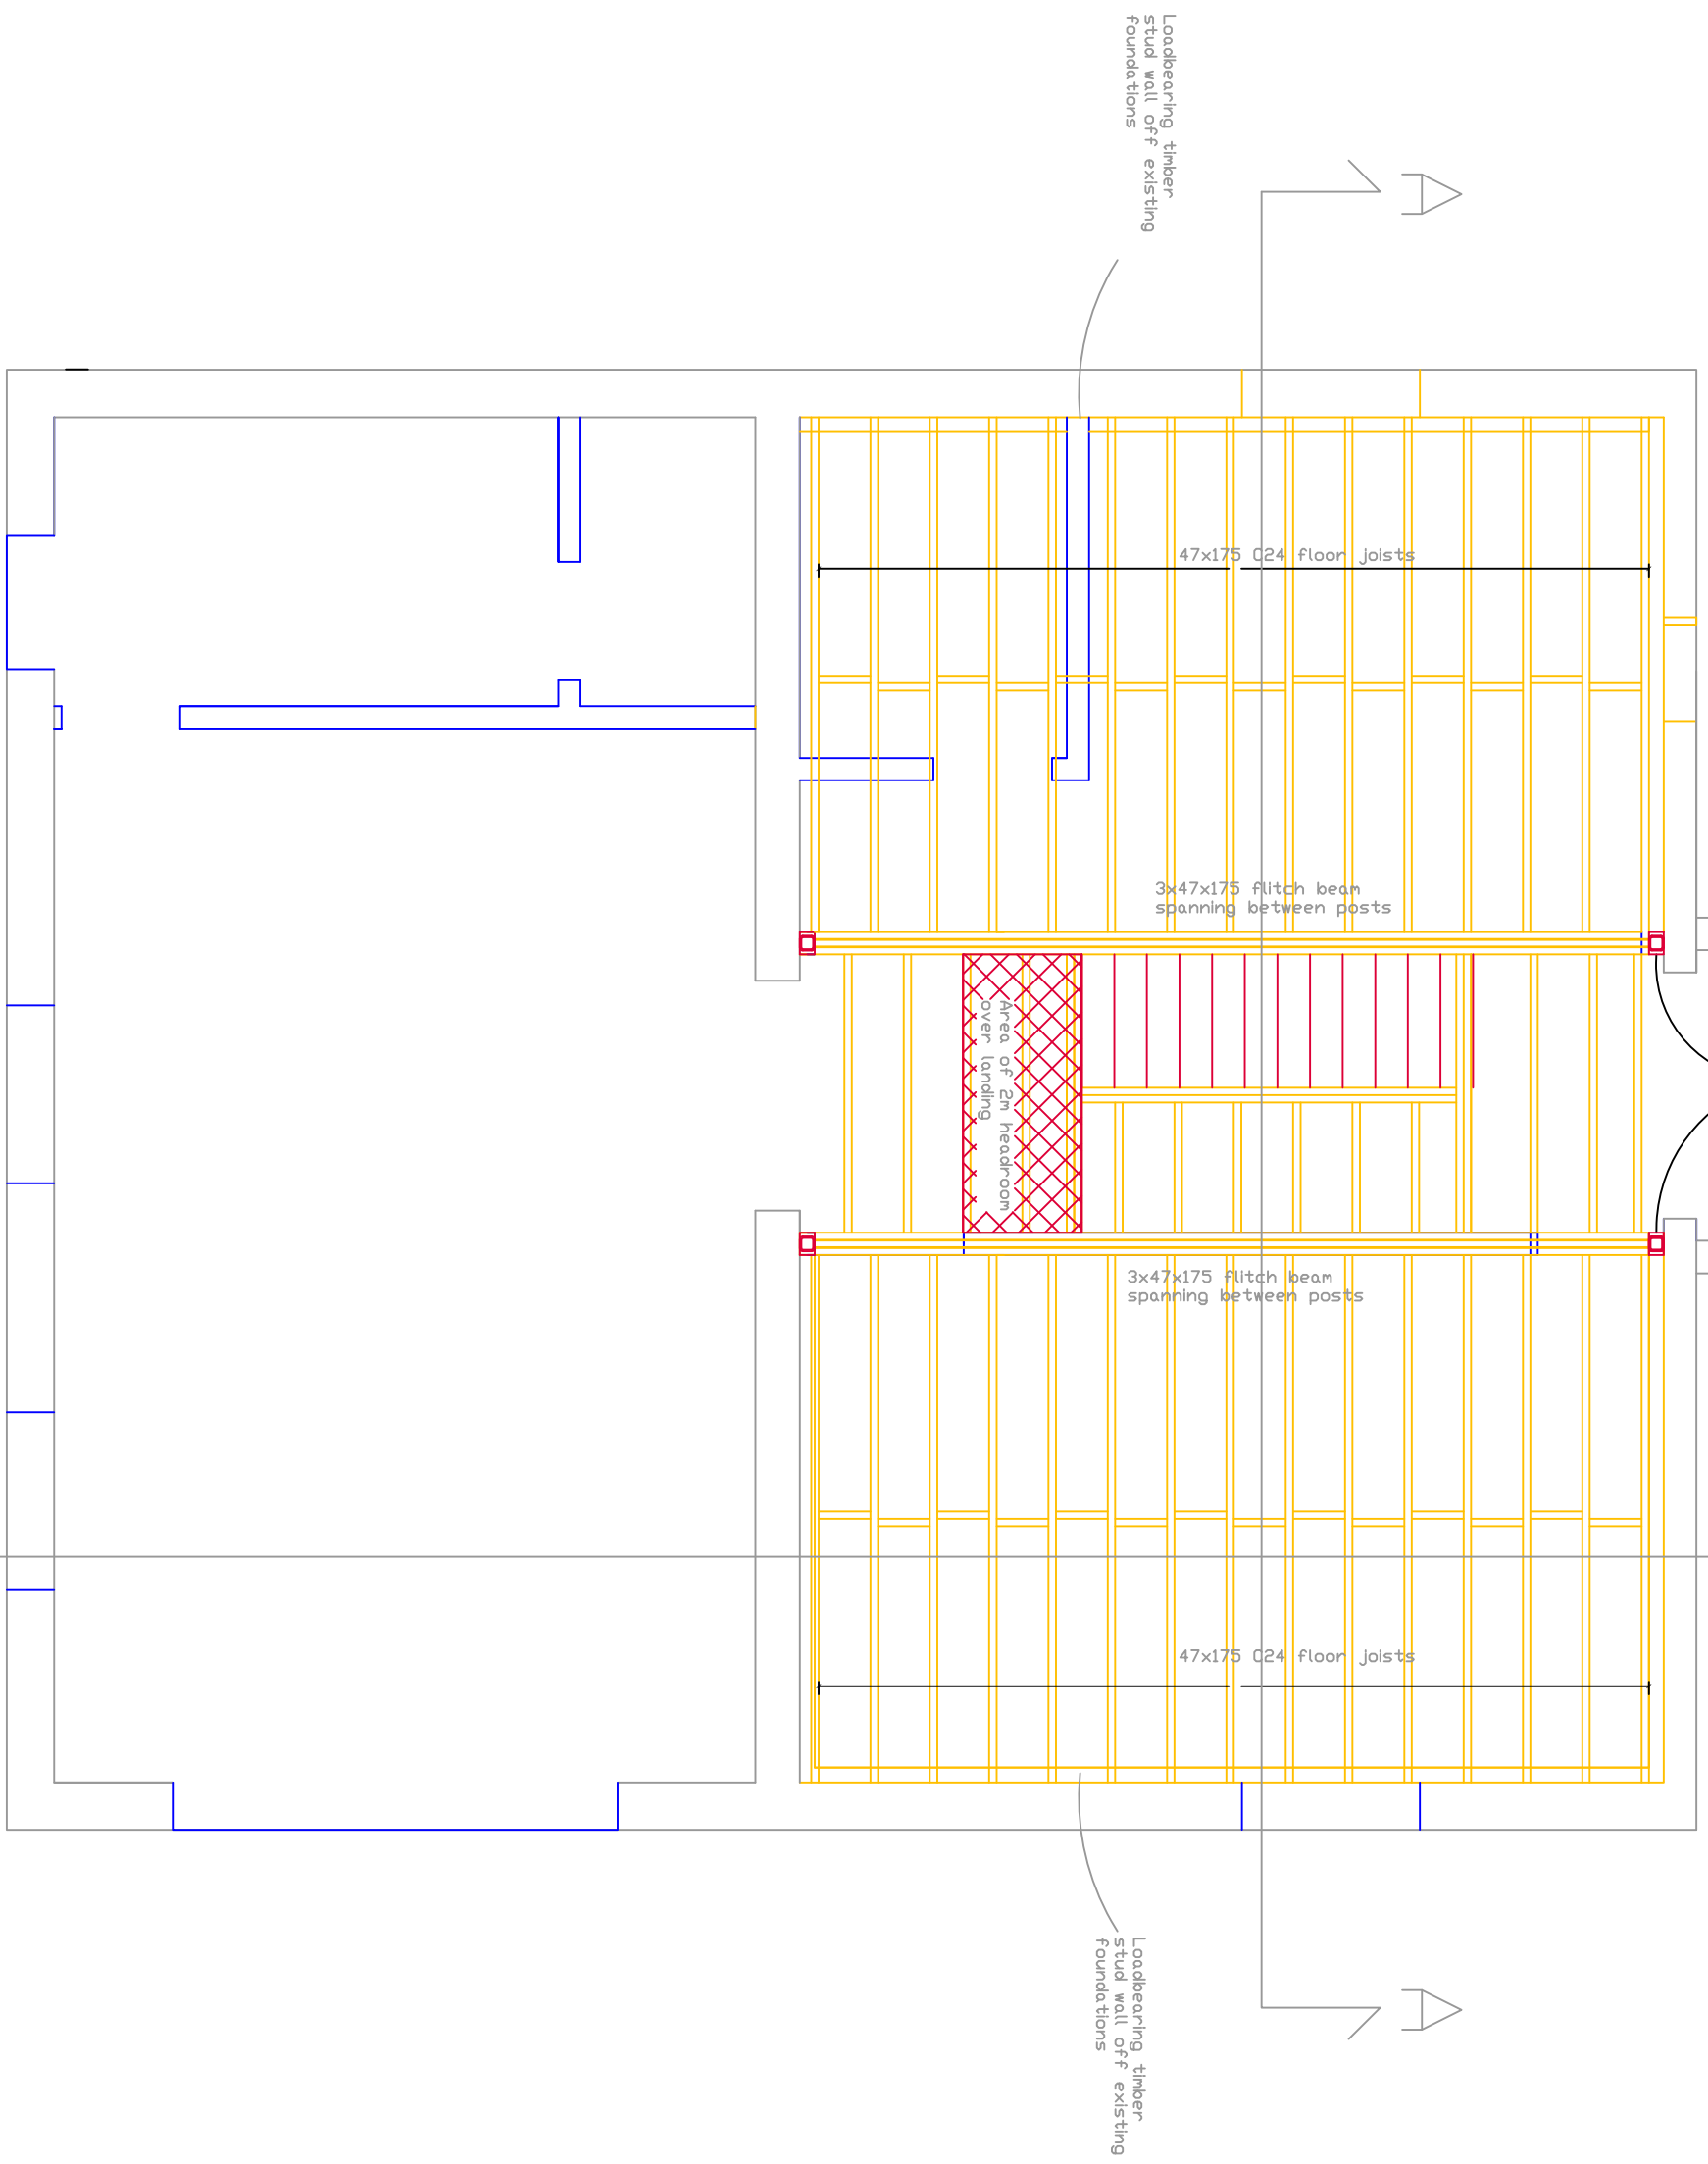 Loadbearing timber
stud wall off existing
foundations
A
47x175 C24 floor joists
3x47x175 flitch beam
spanning between posts
Area of 2m headroom
over landing
3x47x175 flitch beam
spanning between posts
47x175 C24 floor joists
Loadbearing timber
stud wall off existing
foundations
A